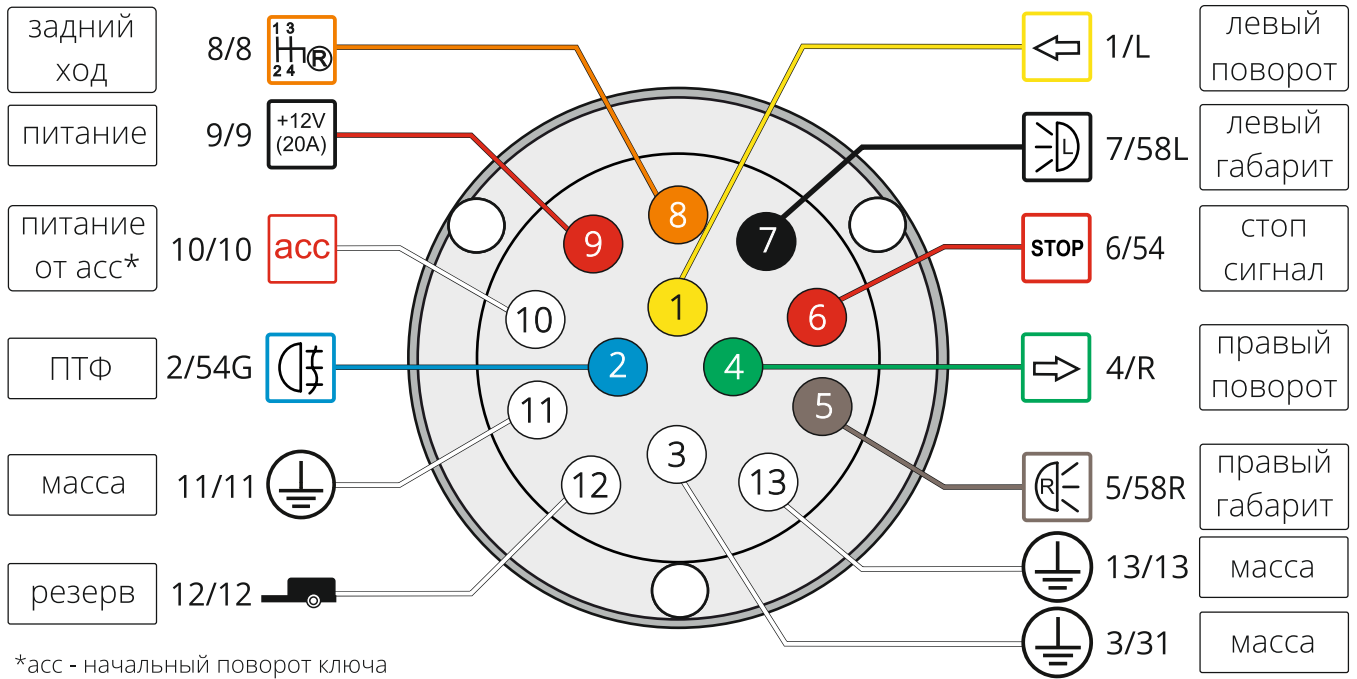 задний
ход
8/8
1 3
R
2 4
питание
9/9
+12V
(20A)
питание
от асс*
10/10
acc
ПТФ
2/54G
масса
11/11
резерв
12/12
*асс - начальный поворот ключа
8
9
7
1
10
6
2
4
11
5
3
12
13
1/L
левый
поворот
L
7/58L
левый
габарит
STOP
6/54
стоп
сигнал
4/R
правый
поворот
R
5/58R
правый
габарит
13/13
масса
3/31
масса